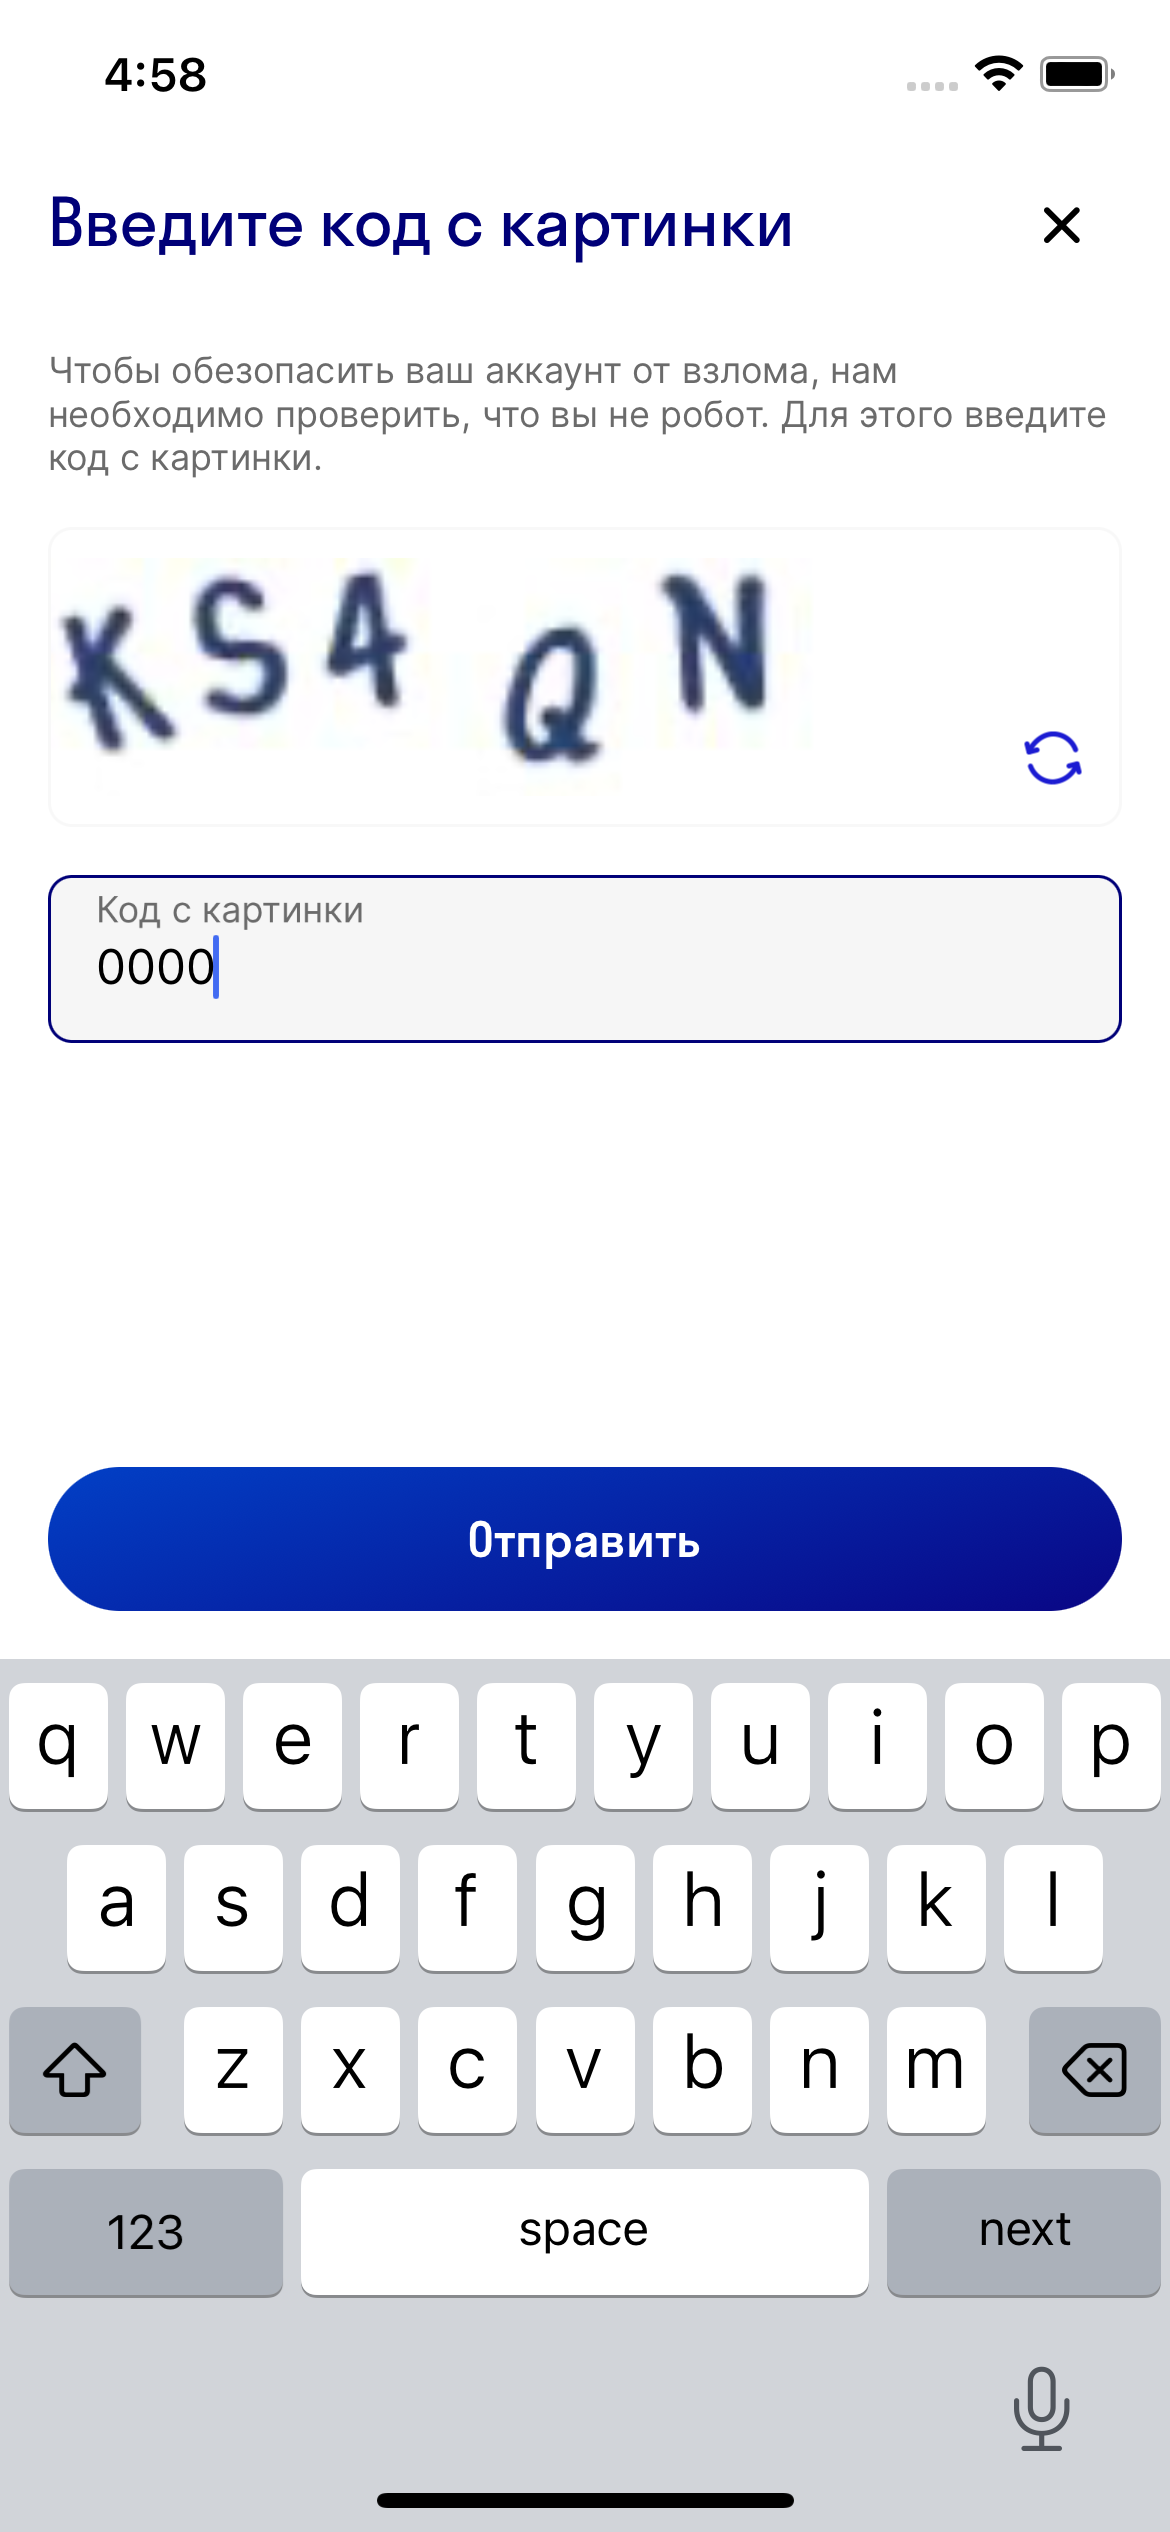 4:58
Введите код с картинки
Чтобы обезопасить ваш аккаунт от взлома, нам
необходимо проверить, что вы не робот. Для этого введите
код с картинки.
KS4QN
Код с картинки
0000
Отправить
q w e r t y u i o p
a s d f g h j k l
z x c v b n m
123 space next